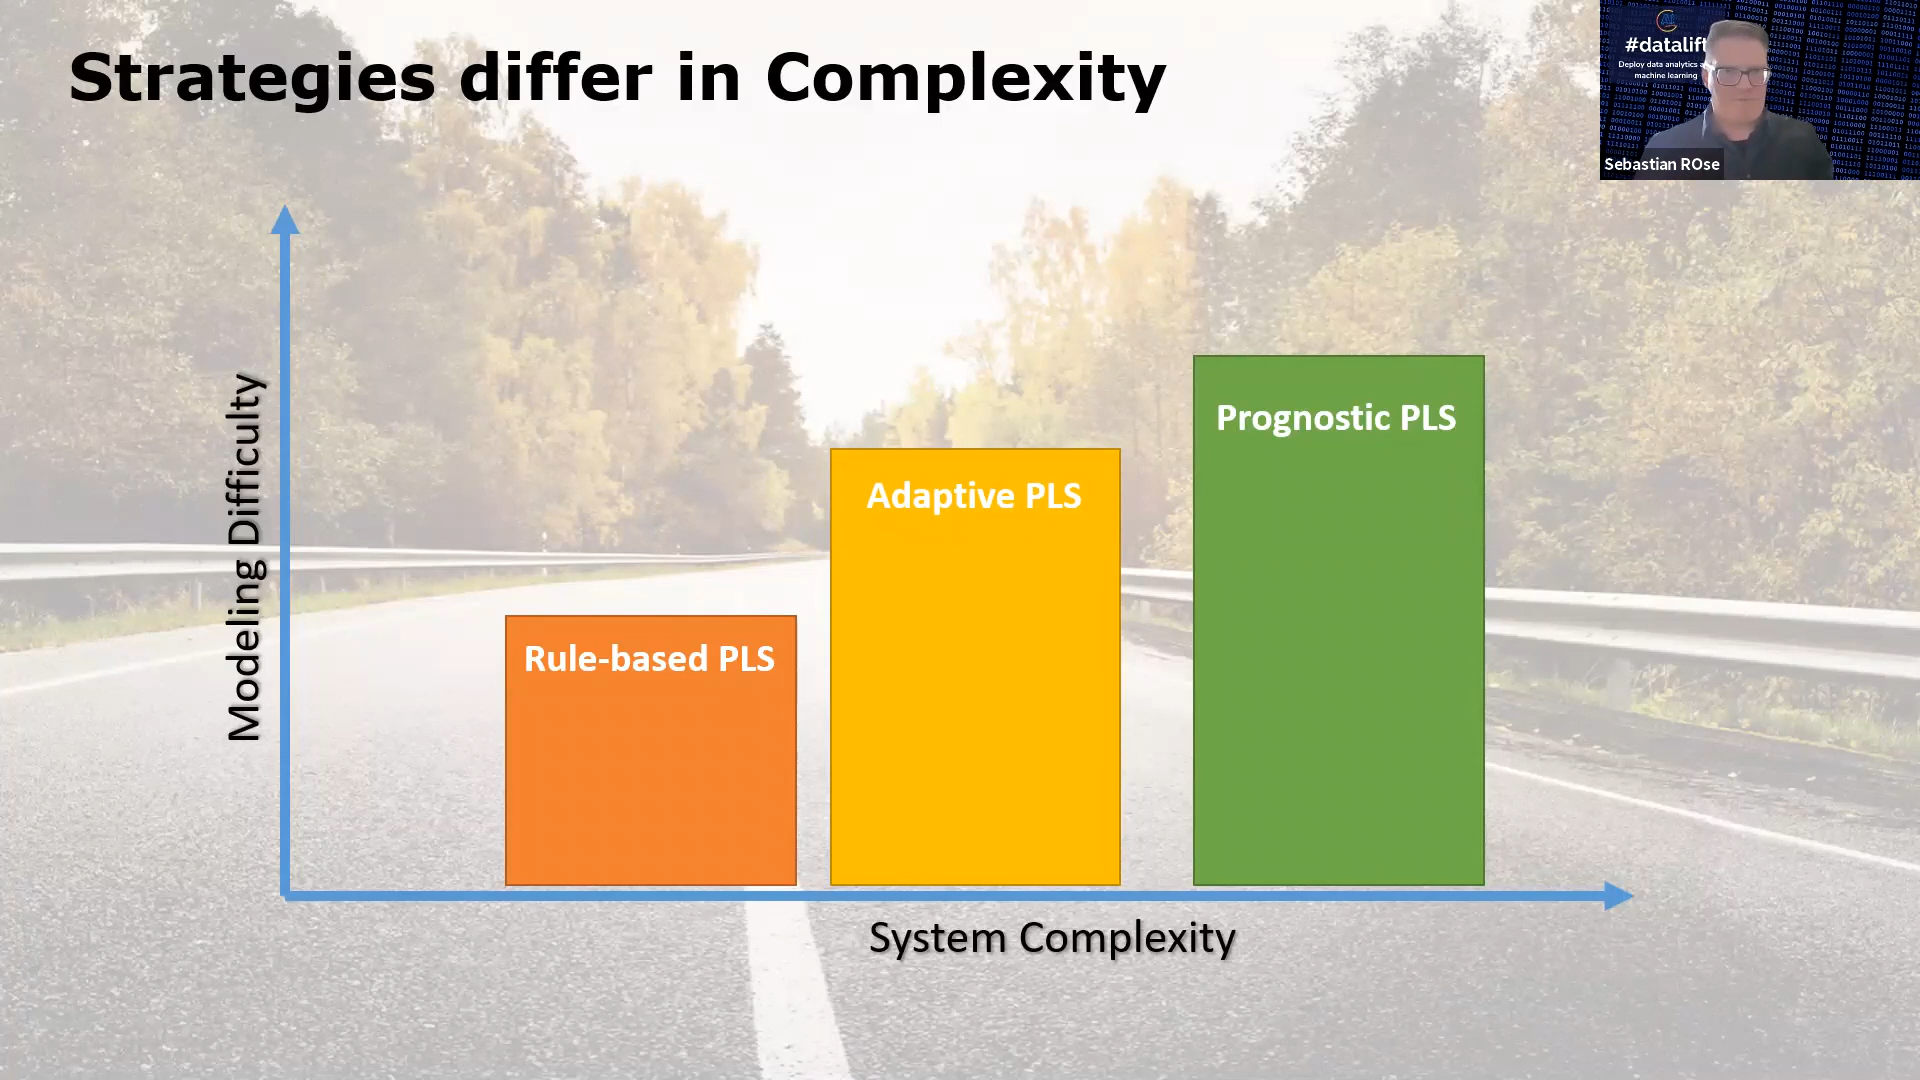 Strategies differ in Complexity
#datalift
Deploy data analytics a
machine learning
Sebastian ROse
Modeling Difficulty
Rule-based PLS
Adaptive PLS
Prognostic PLS
System Complexity